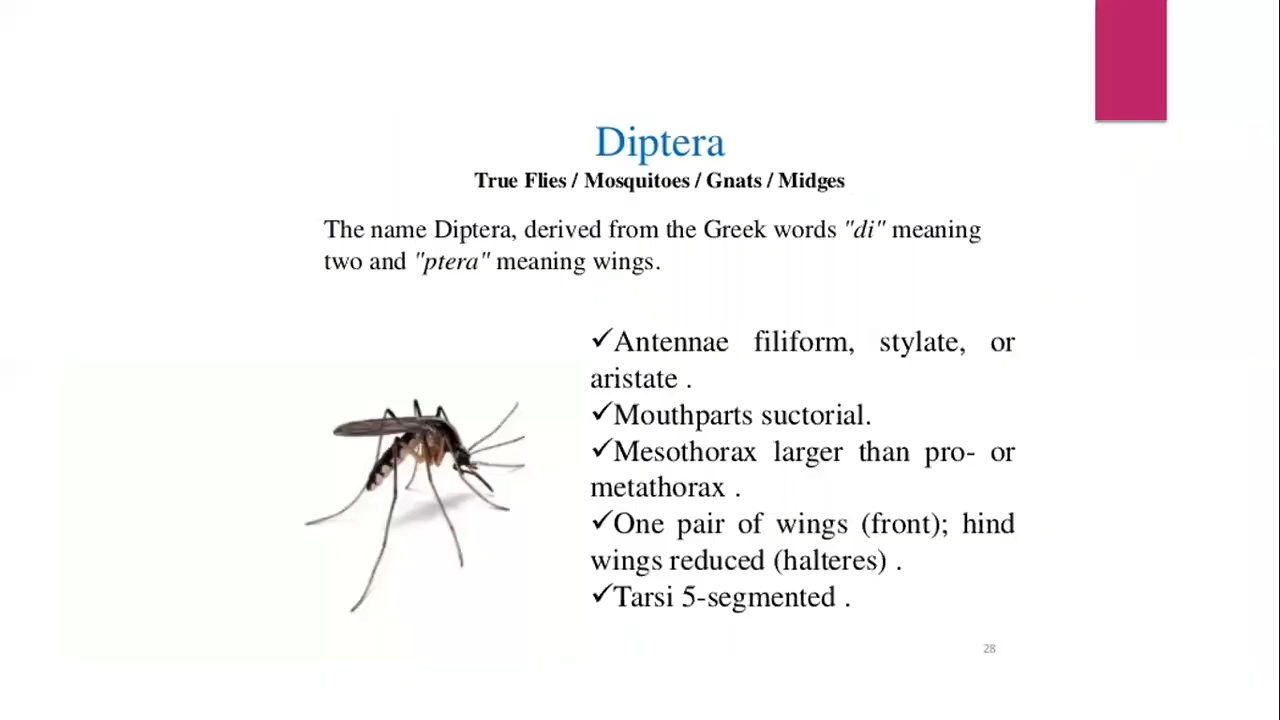 Diptera
True Flies / Mosquitoes / Gnats / Midges
The name Diptera, derived from the Greek words "di" meaning
two and "ptera" meaning wings.
✓Antennae filiform, stylate, or
aristate .
✓Mouthparts suctorial.
✓Mesothorax larger than pro- or
metathorax .
✓One pair of wings (front); hind
wings reduced (halteres) .
✓Tarsi 5-segmented .
28